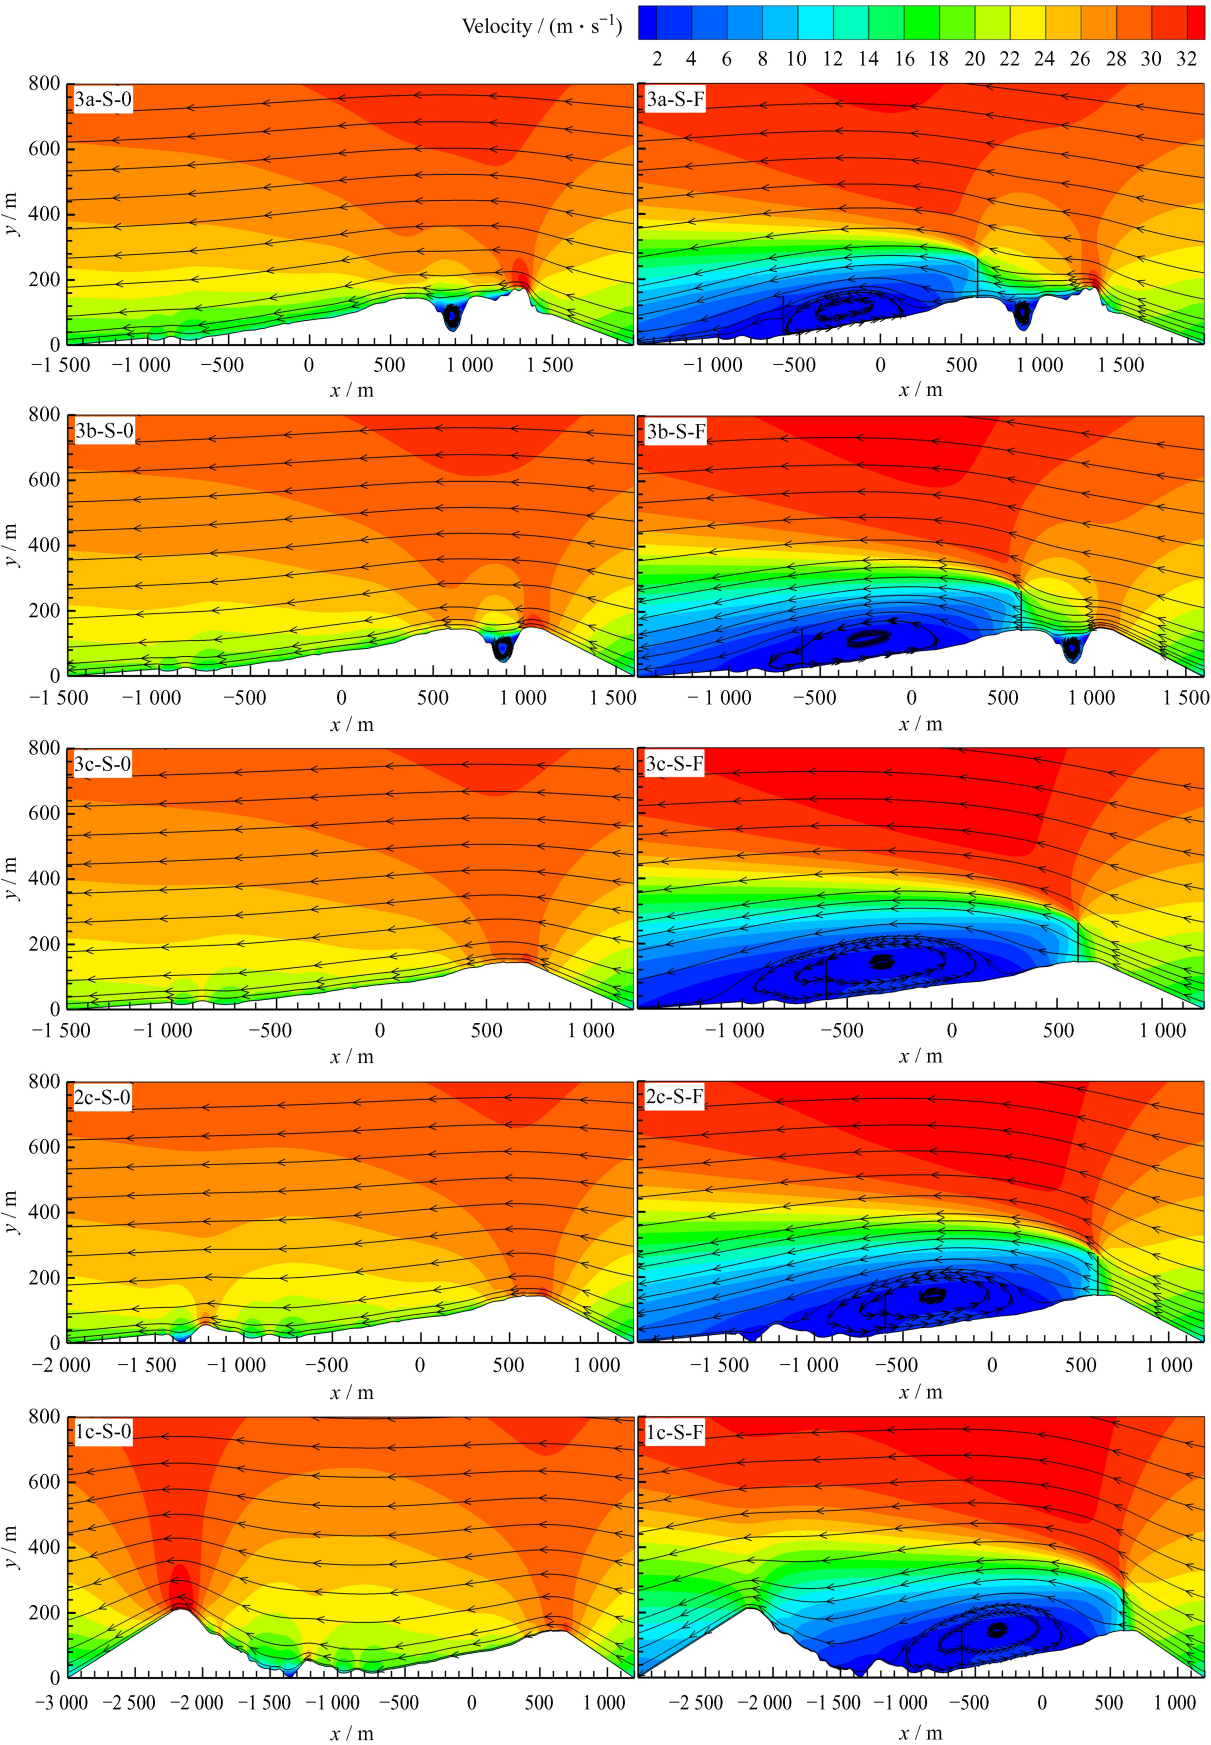 Velocity / (m · s⁻¹)
2 4 6 8 10 12 14 16 18 20 22 24 26 28 30 32
3a-S-0
800
600
400
200
0
y / m
−1 500 −1 000 −500 0 500 1 000 1 500
x / m
3a-S-F
−1 000 −500 0 500 1 000 1 500
x / m
3b-S-0
800
600
400
200
0
y / m
−1 500 −1 000 −500 0 500 1 000 1 500
x / m
3b-S-F
−1 000 −500 0 500 1 000 1 500
x / m
3c-S-0
800
600
400
200
0
y / m
−1 500 −1 000 −500 0 500 1 000
x / m
3c-S-F
−1 000 −500 0 500 1 000
x / m
2c-S-0
800
600
400
200
0
y / m
−2 000 −1 500 −1 000 −500 0 500 1 000
x / m
2c-S-F
−1 500 −1 000 −500 0 500 1 000
x / m
1c-S-0
800
600
400
200
0
y / m
−3 000 −2 500 −2 000 −1 500 −1 000 −500 0 500 1 000
x / m
1c-S-F
−2 500 −2 000 −1 500 −1 000 −500 0 500 1 000
x / m